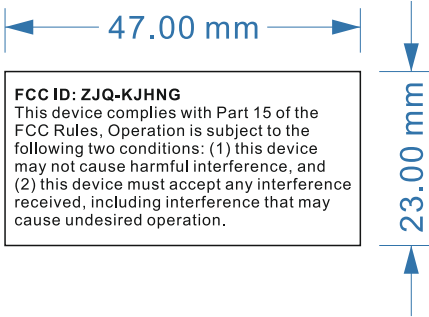 47.00 mm
FCC ID: ZJQ-KJHNG
This device complies with Part 15 of the
FCC Rules, Operation is subject to the
following two conditions: (1) this device
may not cause harmful interference, and
(2) this device must accept any interference
received, including interference that may
cause undesired operation.
23.00 mm